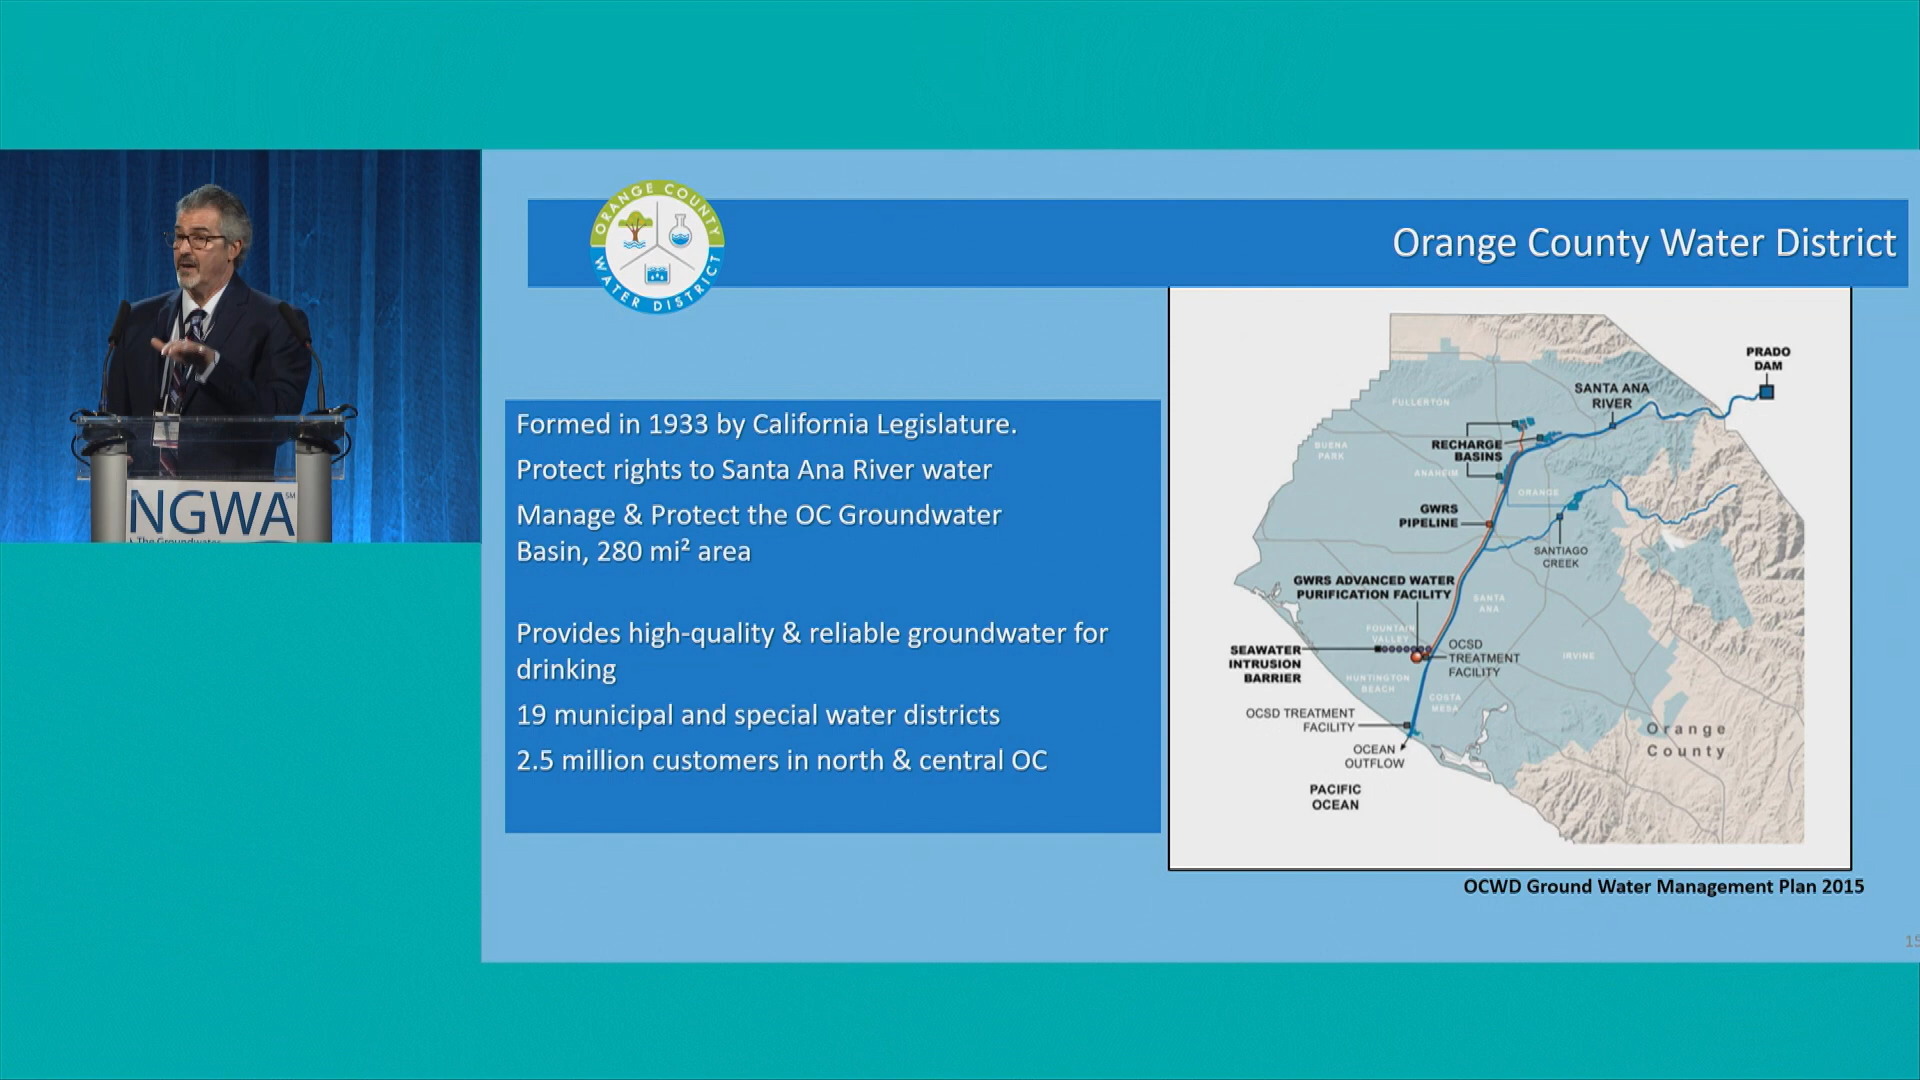 ORANGE COUNTY
WATER DISTRICT
Orange County Water District
NGWA
SM
The Groundwater
Formed in 1933 by California Legislature.
Protect rights to Santa Ana River water
Manage & Protect the OC Groundwater
Basin, 280 mi² area
Provides high-quality & reliable groundwater for
drinking
19 municipal and special water districts
2.5 million customers in north & central OC
PRADO
DAM
SANTA ANA
RIVER
FULLERTON
RECHARGE
BASINS
BUENA
PARK
ANAHEIM
ORANGE
GWRS
PIPELINE
SANTIAGO
CREEK
GWRS ADVANCED WATER
PURIFICATION FACILITY
SANTA
ANA
FOUNTAIN
VALLEY
SEAWATER
INTRUSION
BARRIER
OCSD
TREATMENT
FACILITY
IRVINE
HUNTINGTON
BEACH
COSTA
MESA
OCSD TREATMENT
FACILITY
OCEAN
OUTFLOW
Orange
County
PACIFIC
OCEAN
OCWD Ground Water Management Plan 2015
15